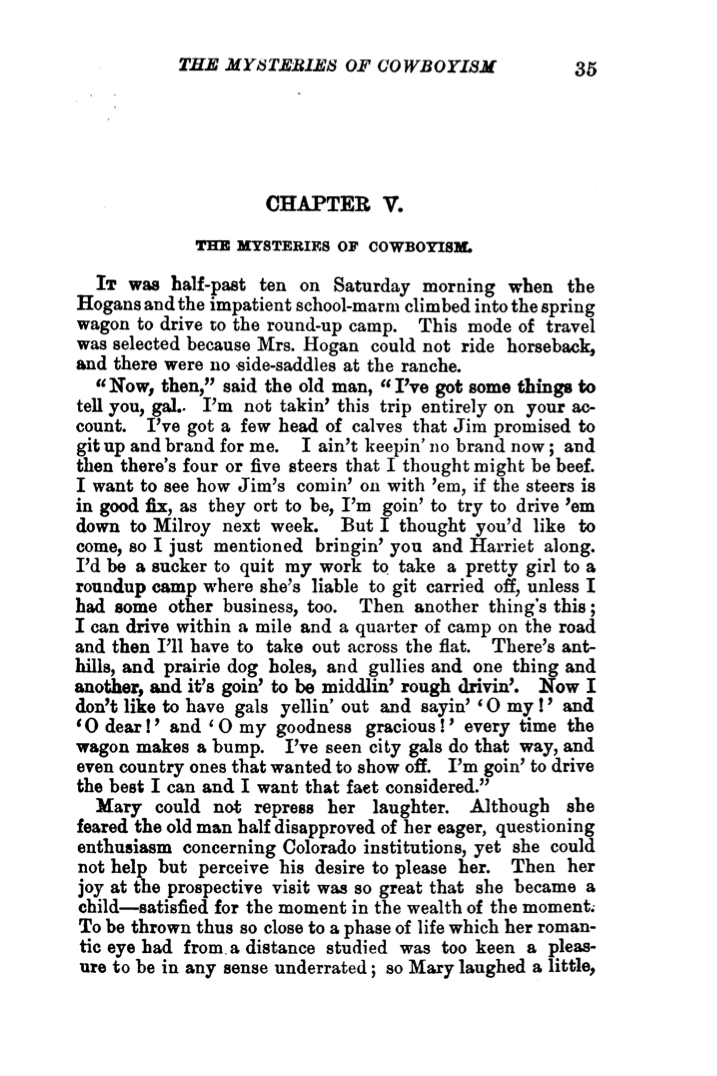 THE MYSTERIES OF COWBOYISM 35
CHAPTER V.
THE MYSTERIES OF COWBOYISM.
IT was half-past ten on Saturday morning when the
Hogans and the impatient school-marm climbed into the spring
wagon to drive to the round-up camp. This mode of travel
was selected because Mrs. Hogan could not ride horseback,
and there were no side-saddles at the ranche.
“Now, then,” said the old man, “I’ve got some things to
tell you, gal.. I’m not takin’ this trip entirely on your ac-
count. I’ve got a few head of calves that Jim promised to
git up and brand for me. I ain’t keepin’ no brand now; and
then there’s four or five steers that I thought might be beef.
I want to see how Jim’s comin’ on with ’em, if the steers is
in good fix, as they ort to be, I’m goin’ to try to drive ’em
down to Milroy next week. But I thought you’d like to
come, so I just mentioned bringin’ you and Harriet along.
I’d be a sucker to quit my work to take a pretty girl to a
roundup camp where she’s liable to git carried off, unless I
had some other business, too. Then another thing’s this;
I can drive within a mile and a quarter of camp on the road
and then I’ll have to take out across the flat. There’s ant-
hills, and prairie dog holes, and gullies and one thing and
another, and it’s goin’ to be middlin’ rough drivin’. Now I
don’t like to have gals yellin’ out and sayin’ ‘O my!’ and
‘O dear!’ and ‘O my goodness gracious!’ every time the
wagon makes a bump. I’ve seen city gals do that way, and
even country ones that wanted to show off. I’m goin’ to drive
the best I can and I want that fact considered.”
Mary could not repress her laughter. Although she
feared the old man half disapproved of her eager, questioning
enthusiasm concerning Colorado institutions, yet she could
not help but perceive his desire to please her. Then her
joy at the prospective visit was so great that she became a
child—satisfied for the moment in the wealth of the moment.
To be thrown thus so close to a phase of life which her roman-
tic eye had from a distance studied was too keen a pleas-
ure to be in any sense underrated; so Mary laughed a little,